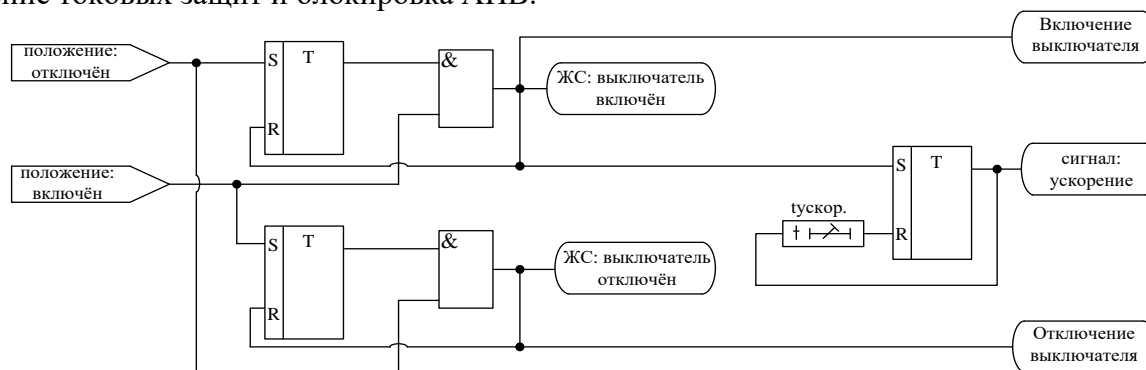 положение:
отключён
S
T
R
&
ЖС: выключатель
включён
Включение
выключателя
положение:
включён
S
T
R
&
ЖС: выключатель
отключён
tускор.
S
T
R
сигнал:
ускорение
Отключение
выключателя